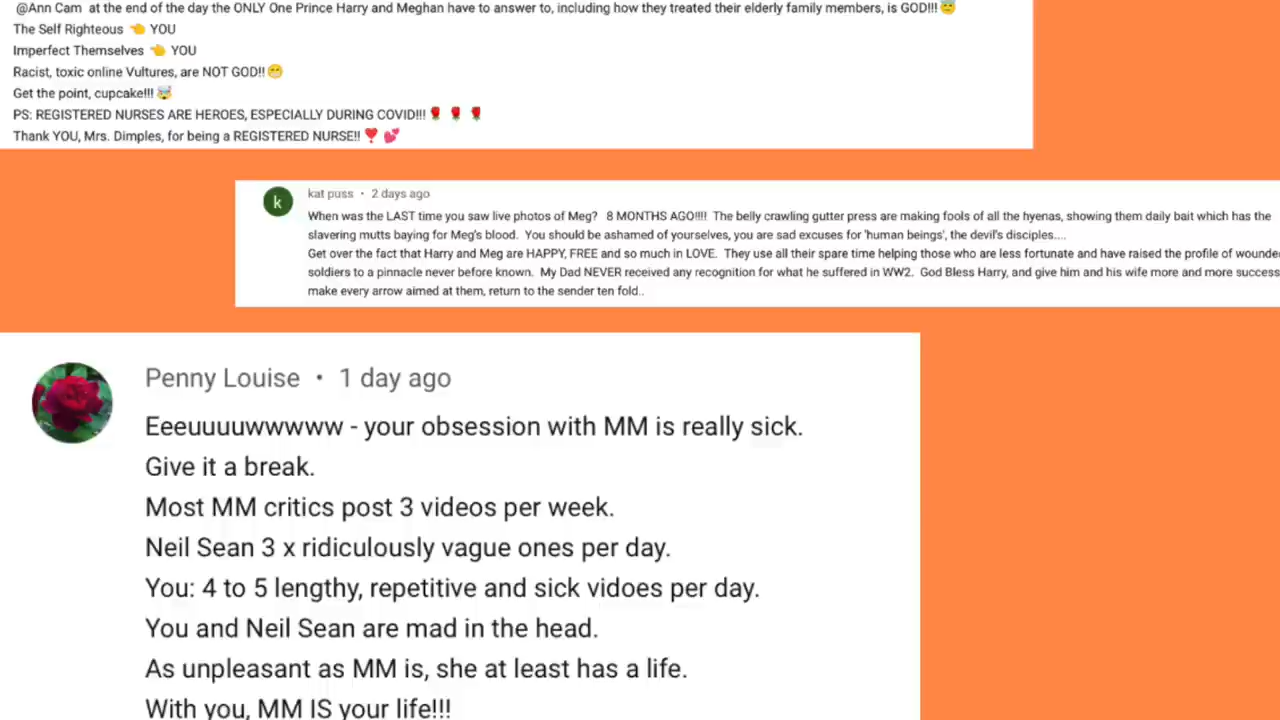 @Ann Cam at the end of the day the ONLY One Prince Harry and Meghan have to answer to, including how they treated their elderly family members, is GOD!!! 😇
The Self Righteous 👈 YOU
Imperfect Themselves 👈 YOU
Racist, toxic online Vultures, are NOT GOD!! 😁
Get the point, cupcake!!! 🤯
PS: REGISTERED NURSES ARE HEROES, ESPECIALLY DURING COVID!!! 🌹 🌹 🌹
Thank YOU, Mrs. Dimples, for being a REGISTERED NURSE!! ❣️ 💕
k
kat puss • 2 days ago
When was the LAST time you saw live photos of Meg? 8 MONTHS AGO!!!! The belly crawling gutter press are making fools of all the hyenas, showing them daily bait which has the
slavering mutts baying for Meg's blood. You should be ashamed of yourselves, you are sad excuses for 'human beings', the devil's disciples....
Get over the fact that Harry and Meg are HAPPY, FREE and so much in LOVE. They use all their spare time helping those who are less fortunate and have raised the profile of wounde
soldiers to a pinnacle never before known. My Dad NEVER received any recognition for what he suffered in WW2. God Bless Harry, and give him and his wife more and more success
make every arrow aimed at them, return to the sender ten fold..
Penny Louise • 1 day ago
Eeeuuuuwwwww - your obsession with MM is really sick.
Give it a break.
Most MM critics post 3 videos per week.
Neil Sean 3 x ridiculously vague ones per day.
You: 4 to 5 lengthy, repetitive and sick vidoes per day.
You and Neil Sean are mad in the head.
As unpleasant as MM is, she at least has a life.
With you, MM IS your life!!!